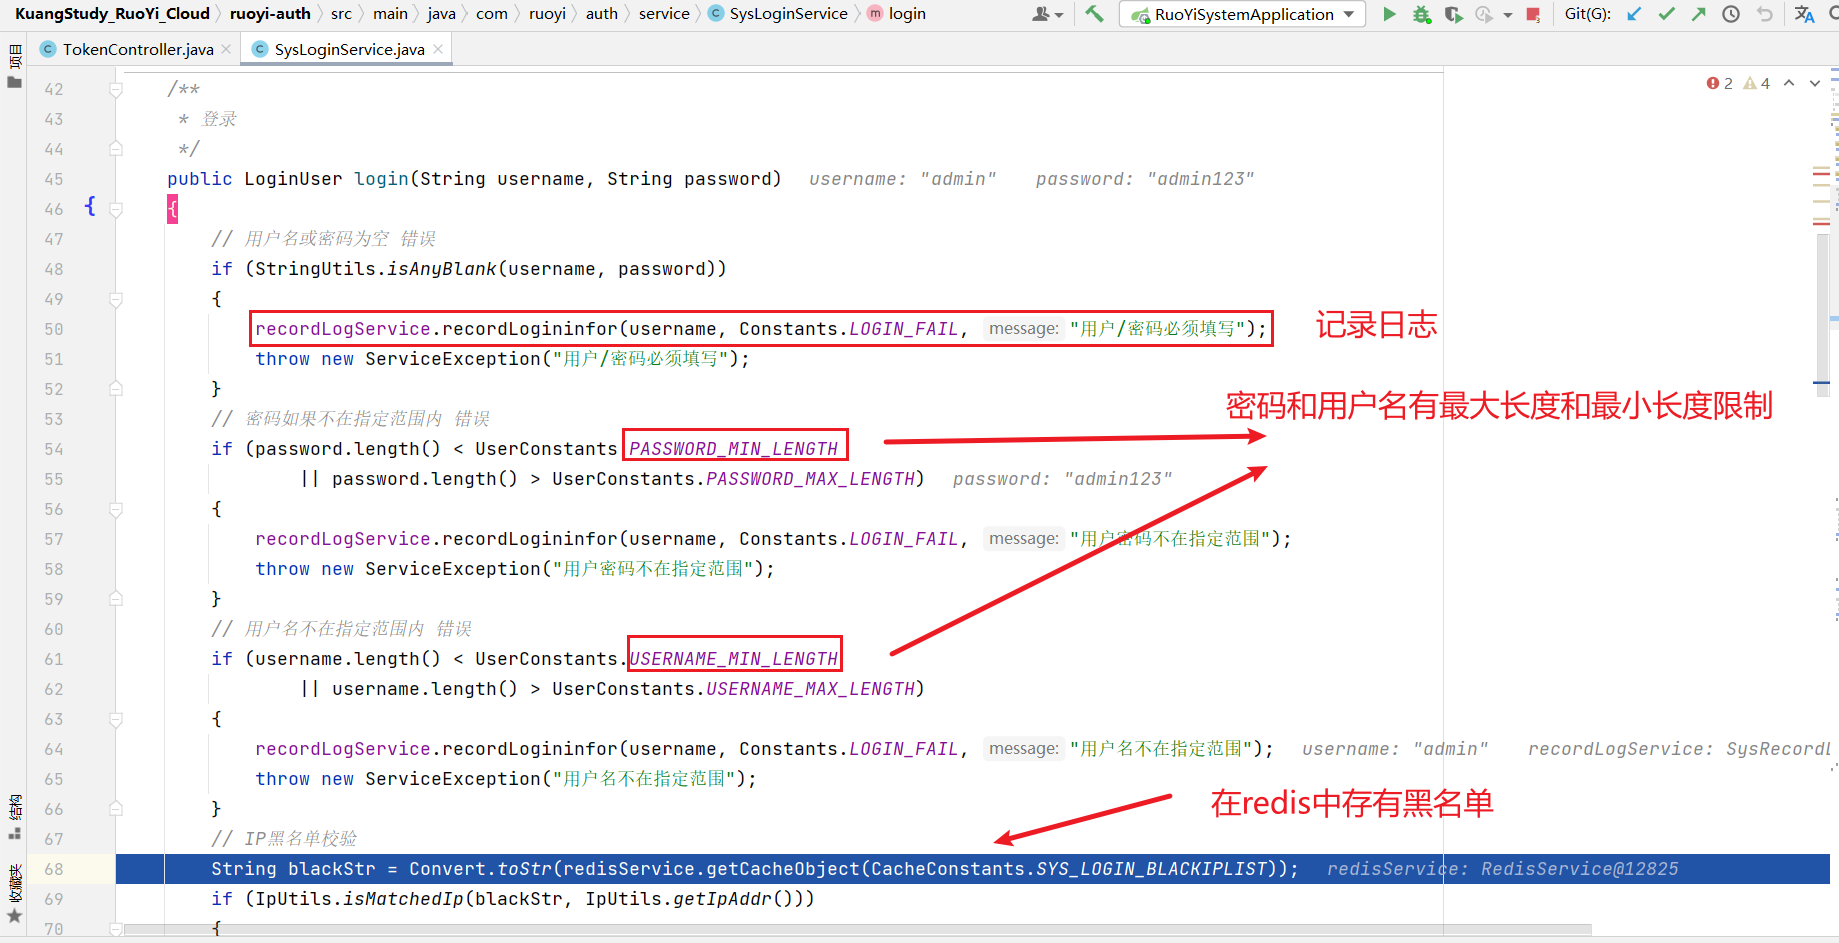 KuangStudy_RuoYi_Cloud ruoyi-auth src main java com ruoyi auth service SysLoginService login RuoYiSystemApplication Git(G):
TokenController.java SysLoginService.java
项目
2 4
42 /**
43 * 登录
44 */
45 public LoginUser login(String username, String password) username: "admin" password: "admin123"
46 {
47 // 用户名或密码为空 错误
48 if (StringUtils.isAnyBlank(username, password))
49 {
50 recordLogService.recordLogininfor(username, Constants.LOGIN_FAIL, message: "用户/密码必须填写");
记录日志
51 throw new ServiceException("用户/密码必须填写");
52 }
密码和用户名有最大长度和最小长度限制
53 // 密码如果不在指定范围内 错误
54 if (password.length() < UserConstants.PASSWORD_MIN_LENGTH
55 || password.length() > UserConstants.PASSWORD_MAX_LENGTH) password: "admin123"
56 {
57 recordLogService.recordLogininfor(username, Constants.LOGIN_FAIL, message: "用户密码不在指定范围");
58 throw new ServiceException("用户密码不在指定范围");
59 }
60 // 用户名不在指定范围内 错误
61 if (username.length() < UserConstants.USERNAME_MIN_LENGTH
62 || username.length() > UserConstants.USERNAME_MAX_LENGTH)
63 {
64 recordLogService.recordLogininfor(username, Constants.LOGIN_FAIL, message: "用户名不在指定范围"); username: "admin" recordLogService: SysRecordL
65 throw new ServiceException("用户名不在指定范围");
66 }
在redis中存有黑名单
结构
67 // IP黑名单校验
68 String blackStr = Convert.toStr(redisService.getCacheObject(CacheConstants.SYS_LOGIN_BLACKIPLIST)); redisService: RedisService@12825
收藏夹
69 if (IpUtils.isMatchedIp(blackStr, IpUtils.getIpAddr()))
70 {